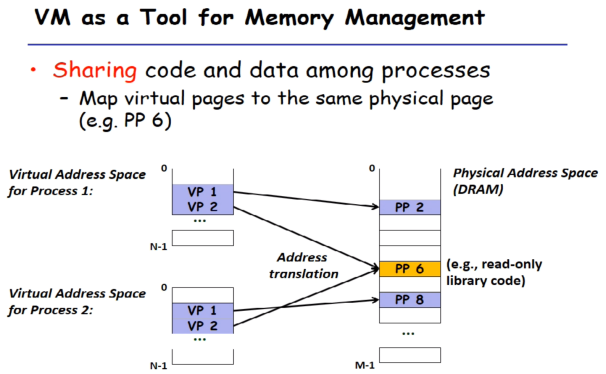 VM as a Tool for Memory Management
• Sharing code and data among processes
– Map virtual pages to the same physical page
(e.g. PP 6)
Virtual Address Space
for Process 1:
0
VP 1
VP 2
...
N-1
Address
translation
0
Physical Address Space
(DRAM)
PP 2
PP 6
(e.g., read-only
library code)
PP 8
...
M-1
Virtual Address Space
for Process 2:
0
VP 1
VP 2
...
N-1